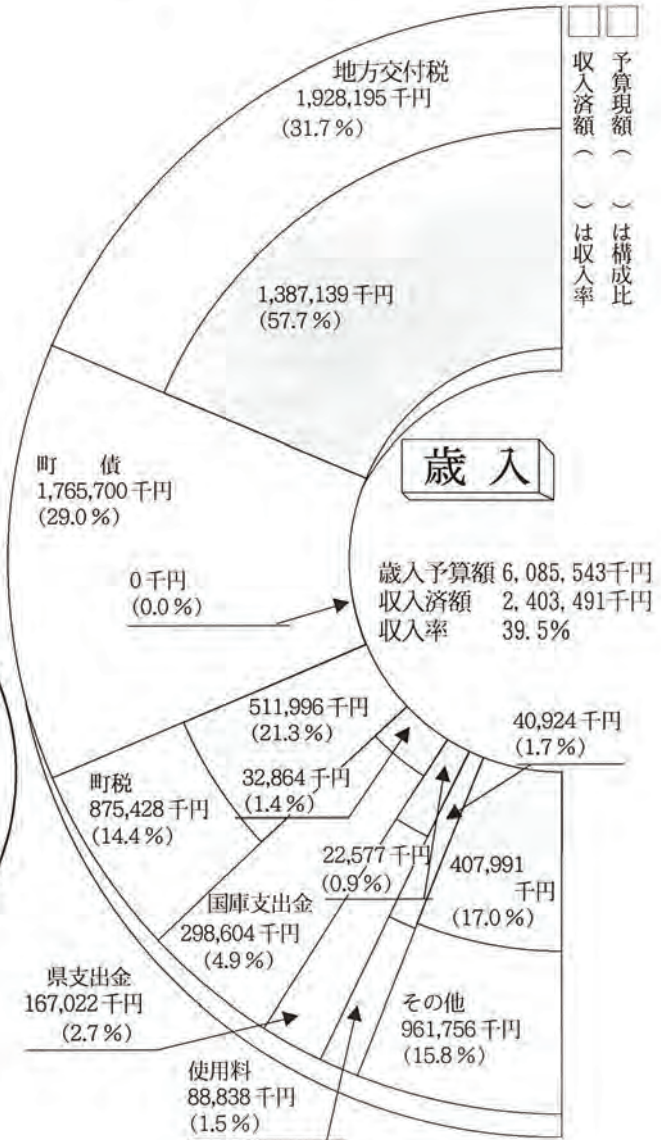 予算現額（　）は構成比
収入済額（　）は収入率
地方交付税
1,928,195千円
(31.7%)
1,387,139千円
(57.7%)
町　債
1,765,700千円
(29.0%)
0千円
(0.0%)
歳入
歳入予算額 6,085,543千円
収入済額 2,403,491千円
収入率 39.5%
511,996千円
(21.3%)
町税
875,428千円
(14.4%)
32,864千円
(1.4%)
国庫支出金
298,604千円
(4.9%)
22,577千円
(0.9%)
県支出金
167,022千円
(2.7%)
40,924千円
(1.7%)
使用料
88,838千円
(1.5%)
407,991
千円
(17.0%)
その他
961,756千円
(15.8%)